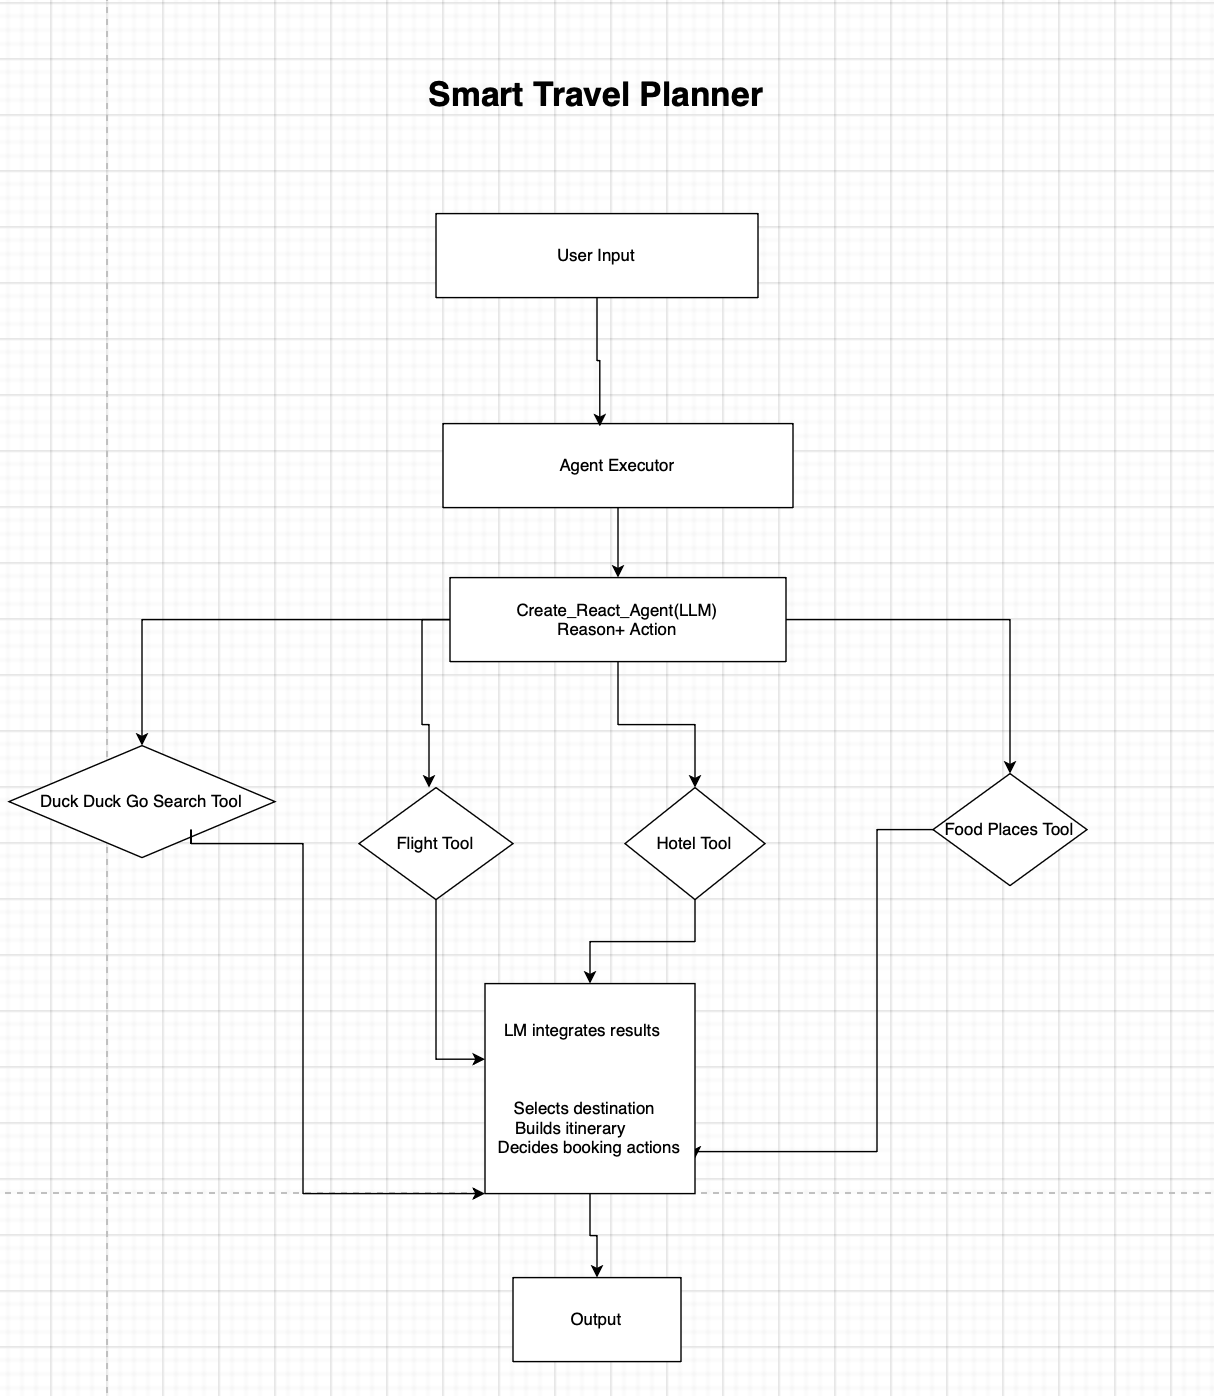 Smart Travel Planner
User Input
Agent Executor
Create_React_Agent(LLM)
Reason+ Action
Duck Duck Go Search Tool
Flight Tool
Hotel Tool
Food Places Tool
LM integrates results
Selects destination
Builds itinerary
Decides booking actions
Output